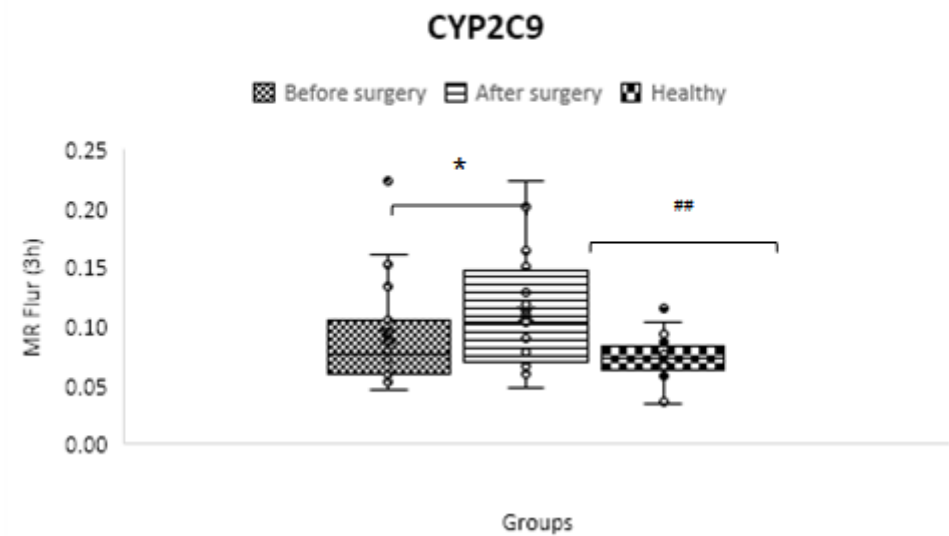 CYP2C9
Before surgery After surgery Healthy
0.25
*
0.20
##
0.15
0.10
0.05
0.00
MR Flur (3h)
Groups